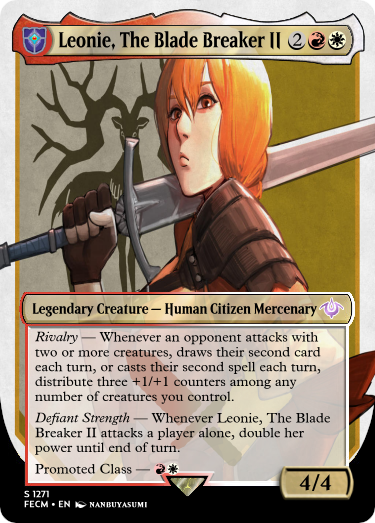 Leonie, The Blade Breaker II 2
Legendary Creature — Human Citizen Mercenary
Rivalry — Whenever an opponent attacks with
two or more creatures, draws their second card
each turn, or casts their second spell each turn,
distribute three +1/+1 counters among any
number of creatures you control.
Defiant Strength — Whenever Leonie, The Blade
Breaker II attacks a player alone, double her
power until end of turn.
Promoted Class —
4/4
S 1271
FECM • EN NANBUYASUMI